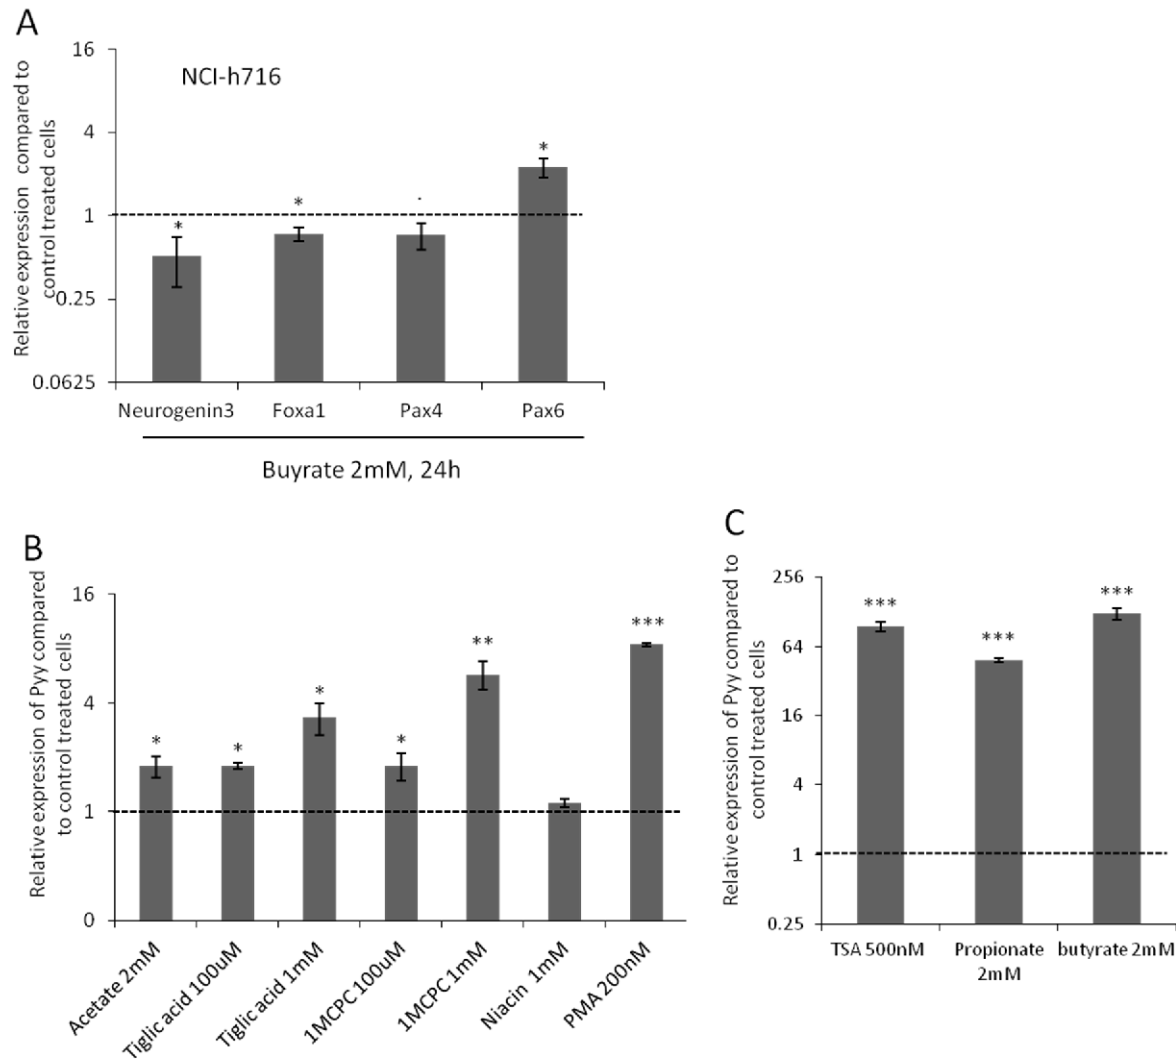 A
Relative expression compared to
control treated cells
16
4
1
0.25
0.0625
NCI-h716
*
*
.
*
Neurogenin3
Foxa1
Pax4
Pax6
Buyrate 2mM, 24h
B
Relative expression of Pyy compared
to control treated cells
16
4
1
0
*
*
*
*
**
***
Acetate 2mM
Tiglic acid 100uM
Tiglic acid 1mM
1MCPC 100uM
1MCPC 1mM
Niacin 1mM
PMA 200nM
C
Relative expression of Pyy compared to
control treated cells
256
64
16
4
1
0.25
***
***
***
TSA 500nM
Propionate
2mM
butyrate 2mM